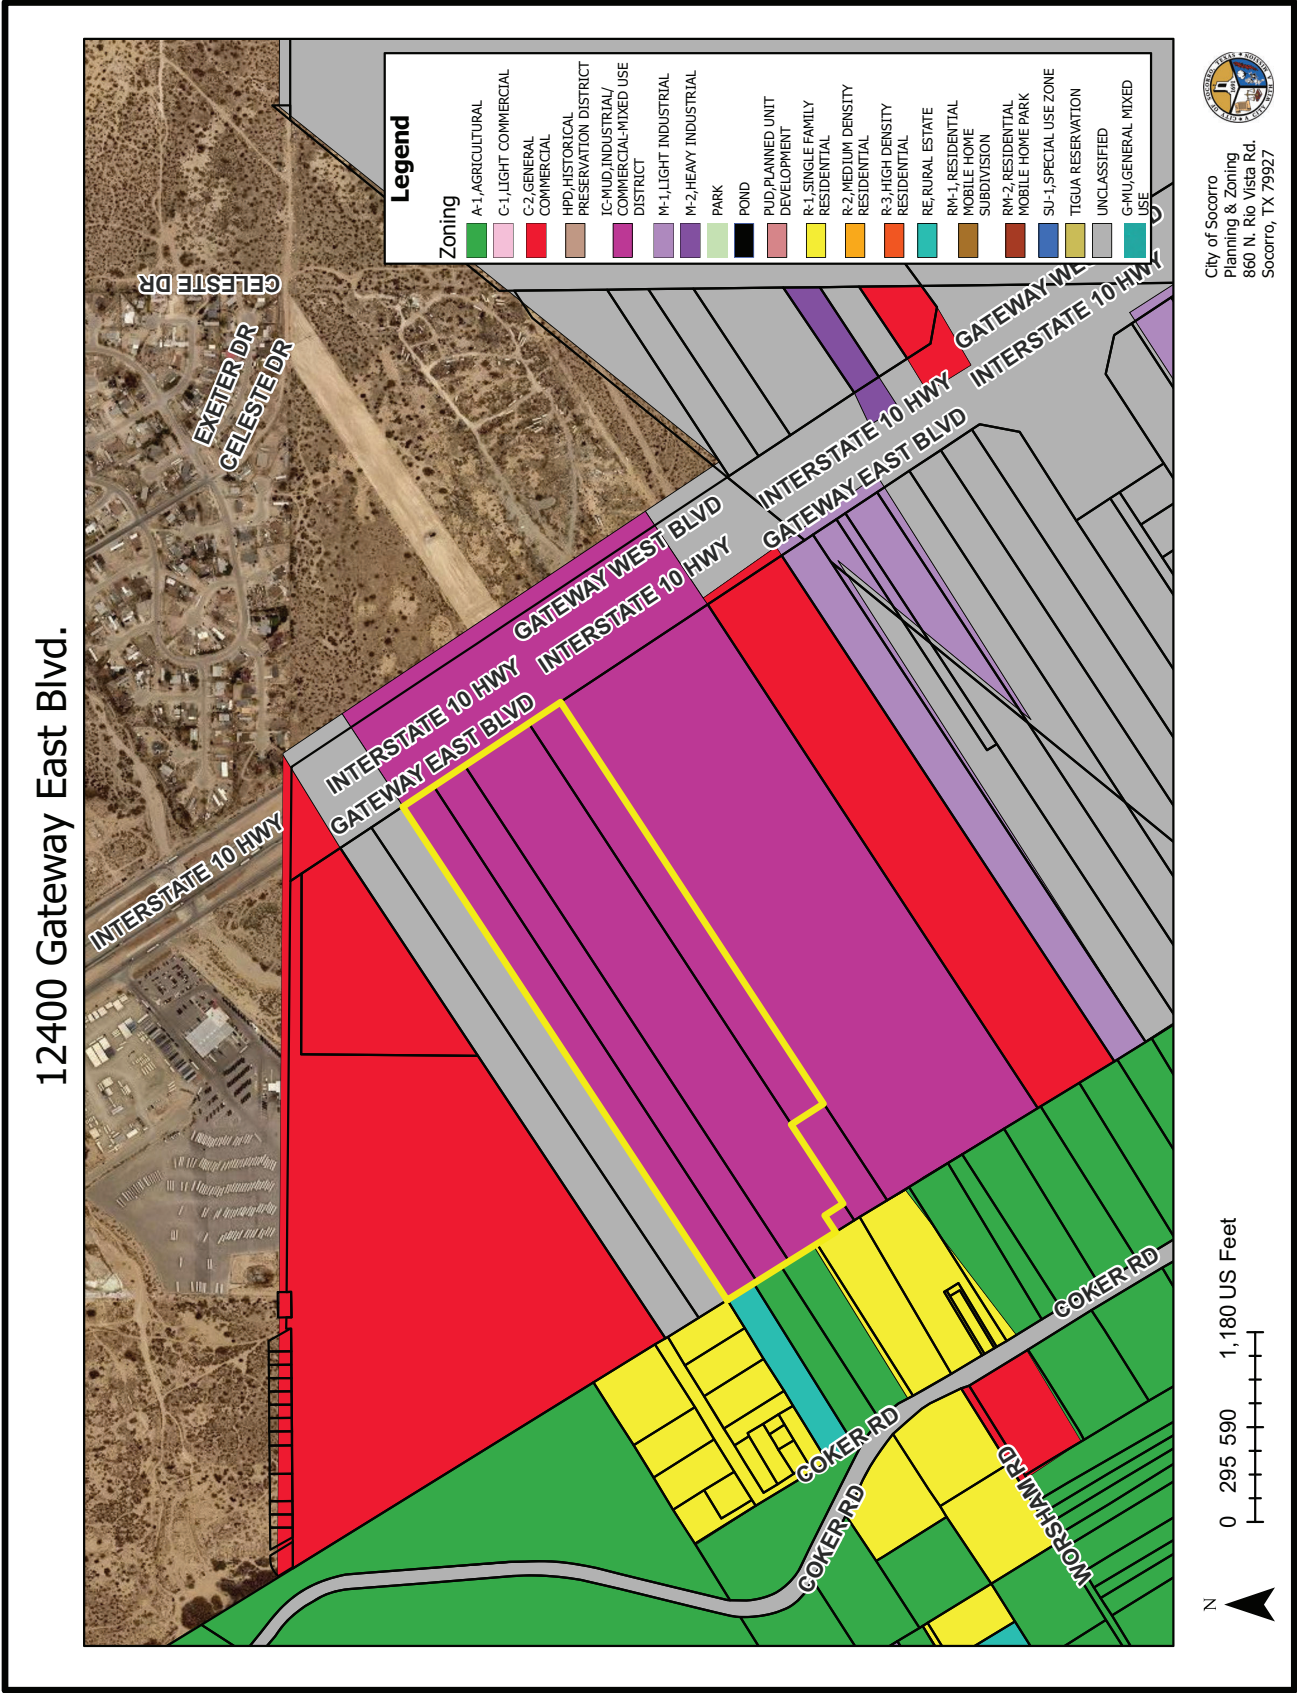 12400 Gateway East Blvd.
CELESTE DR
EXETER DR
CELESTE DR
INTERSTATE 10 HWY
INTERSTATE 10 HWY
GATEWAY EAST BLVD
GATEWAY WEST BLVD
INTERSTATE 10 HWY
INTERSTATE 10 HWY
GATEWAY EAST BLVD
GATEWAY WE
D
INTERSTATE 10 HWY
COKER RD
COKER RD
COKER RD
WORSHAM RD
Legend
Zoning
A-1,AGRICULTURAL
C-1,LIGHT COMMERCIAL
C-2,GENERAL
COMMERCIAL
HPD,HISTORICAL
PRESERVATION DISTRICT
IC-MUD,INDUSTRIAL/
COMMERCIAL-MIXED USE
DISTRICT
M-1,LIGHT INDUSTRIAL
M-2,HEAVY INDUSTRIAL
PARK
POND
PUD,PLANNED UNIT
DEVELOPMENT
R-1,SINGLE FAMILY
RESIDENTIAL
R-2,MEDIUM DENSITY
RESIDENTIAL
R-3,HIGH DENSITY
RESIDENTIAL
RE,RURAL ESTATE
RM-1,RESIDENTIAL
MOBILE HOME
SUBDIVISION
RM-2,RESIDENTIAL
MOBILE HOME PARK
SU-1,SPECIAL USE ZONE
TIGUA RESERVATION
UNCLASSIFIED
G-MU,GENERAL MIXED
USE
N
0 295 590 1,180 US Feet
City of Socorro
Planning & Zoning
860 N. Rio Vista Rd.
Socorro, TX 79927